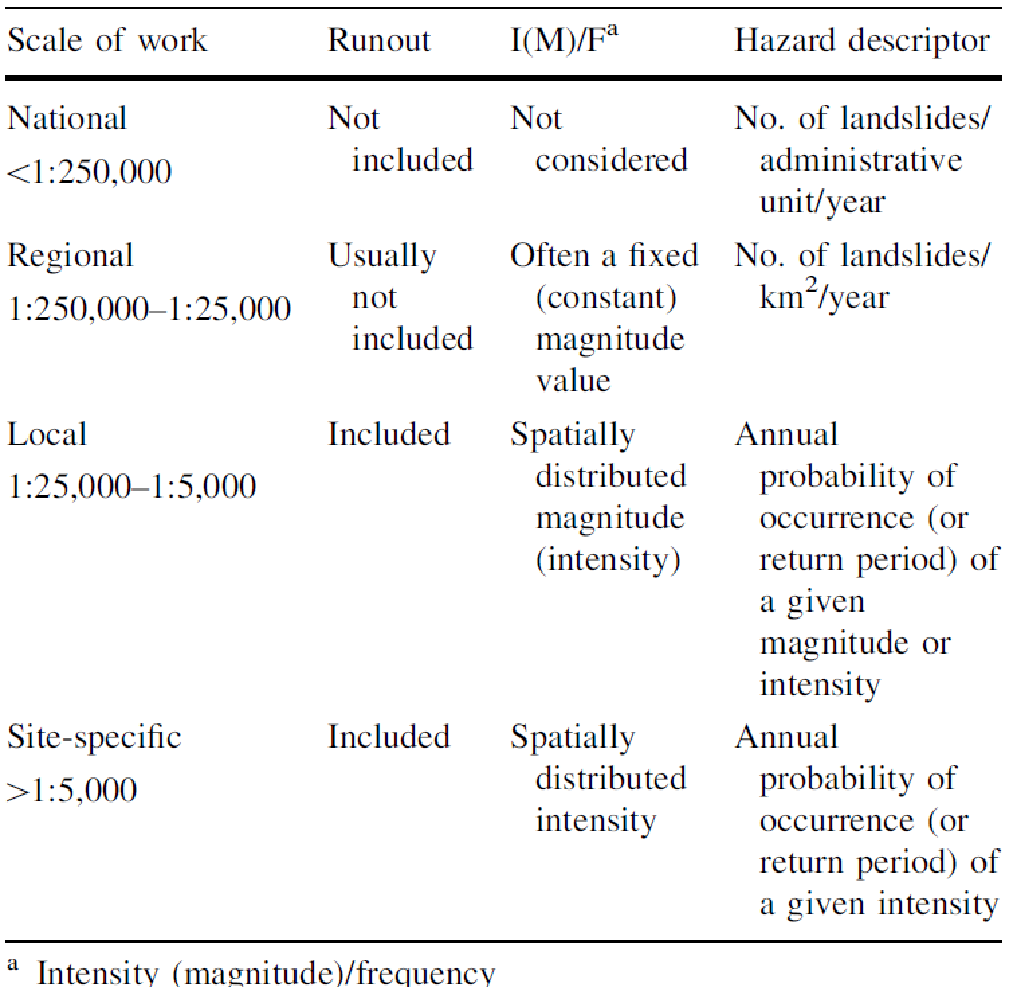 Scale of work Runout I(M)/Fᵃ Hazard descriptor
National Not Not No. of landslides/
included considered administrative
<1:250,000
unit/year
Regional Usually Often a fixed No. of landslides/
not (constant) km²/year
1:250,000–1:25,000
included magnitude
value
Local Included Spatially Annual
distributed probability of
1:25,000–1:5,000
magnitude occurrence (or
(intensity) return period) of
a given
magnitude or
intensity
Site-specific Included Spatially Annual
distributed probability of
>1:5,000
intensity occurrence (or
return period) of
a given intensity
ᵃ Intensity (magnitude)/frequency